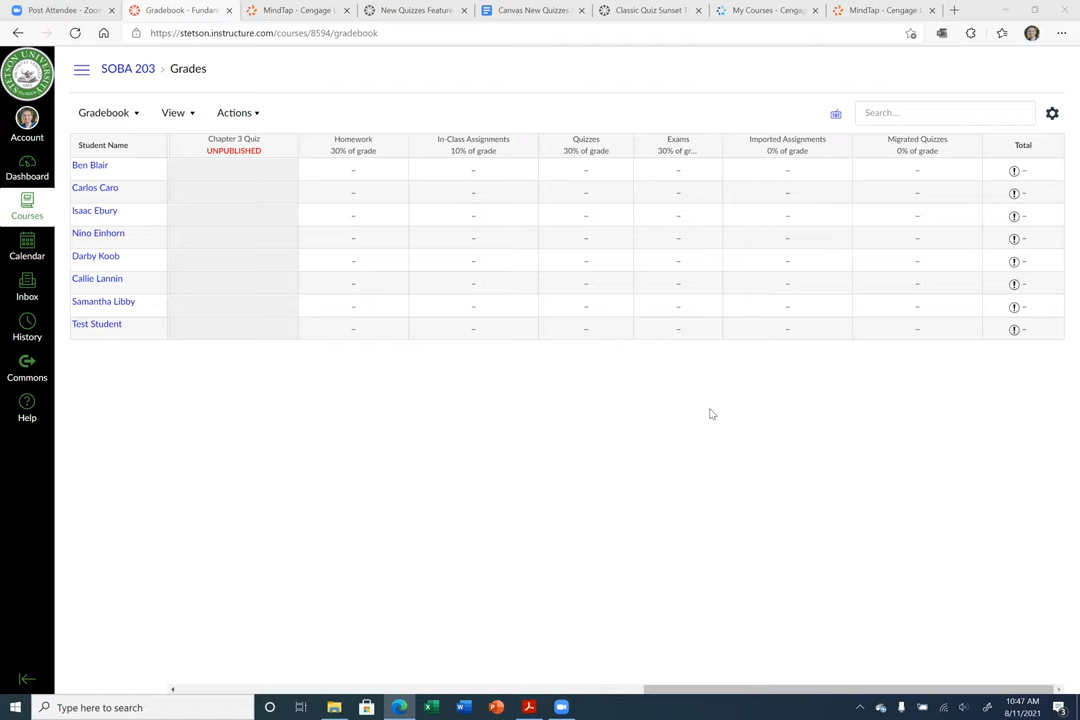 Post Attendee - Zoom
Gradebook - Fundam
MindTap - Cengage L
New Quizzes Feature
Canvas New Quizzes
Classic Quiz Sunset T
My Courses - Cengag
MindTap - Cengage L
https://stetson.instructure.com/courses/8594/gradebook
STETSON UNIVERSITY
SOBA 203 > Grades
Account
Dashboard
Courses
Calendar
Inbox
History
Commons
Help
Gradebook
View
Actions
Search...
Student Name
Chapter 3 Quiz
UNPUBLISHED
Homework
30% of grade
In-Class Assignments
10% of grade
Quizzes
30% of grade
Exams
30% of gr...
Imported Assignments
0% of grade
Migrated Quizzes
0% of grade
Total
Ben Blair
– – – – – – –
Carlos Caro
– – – – – – –
Isaac Ebury
– – – – – – –
Nino Einhorn
– – – – – – –
Darby Koob
– – – – – – –
Callie Lannin
– – – – – – –
Samantha Libby
– – – – – – –
Test Student
– – – – – – –
Type here to search
10:47 AM
8/11/2021
3